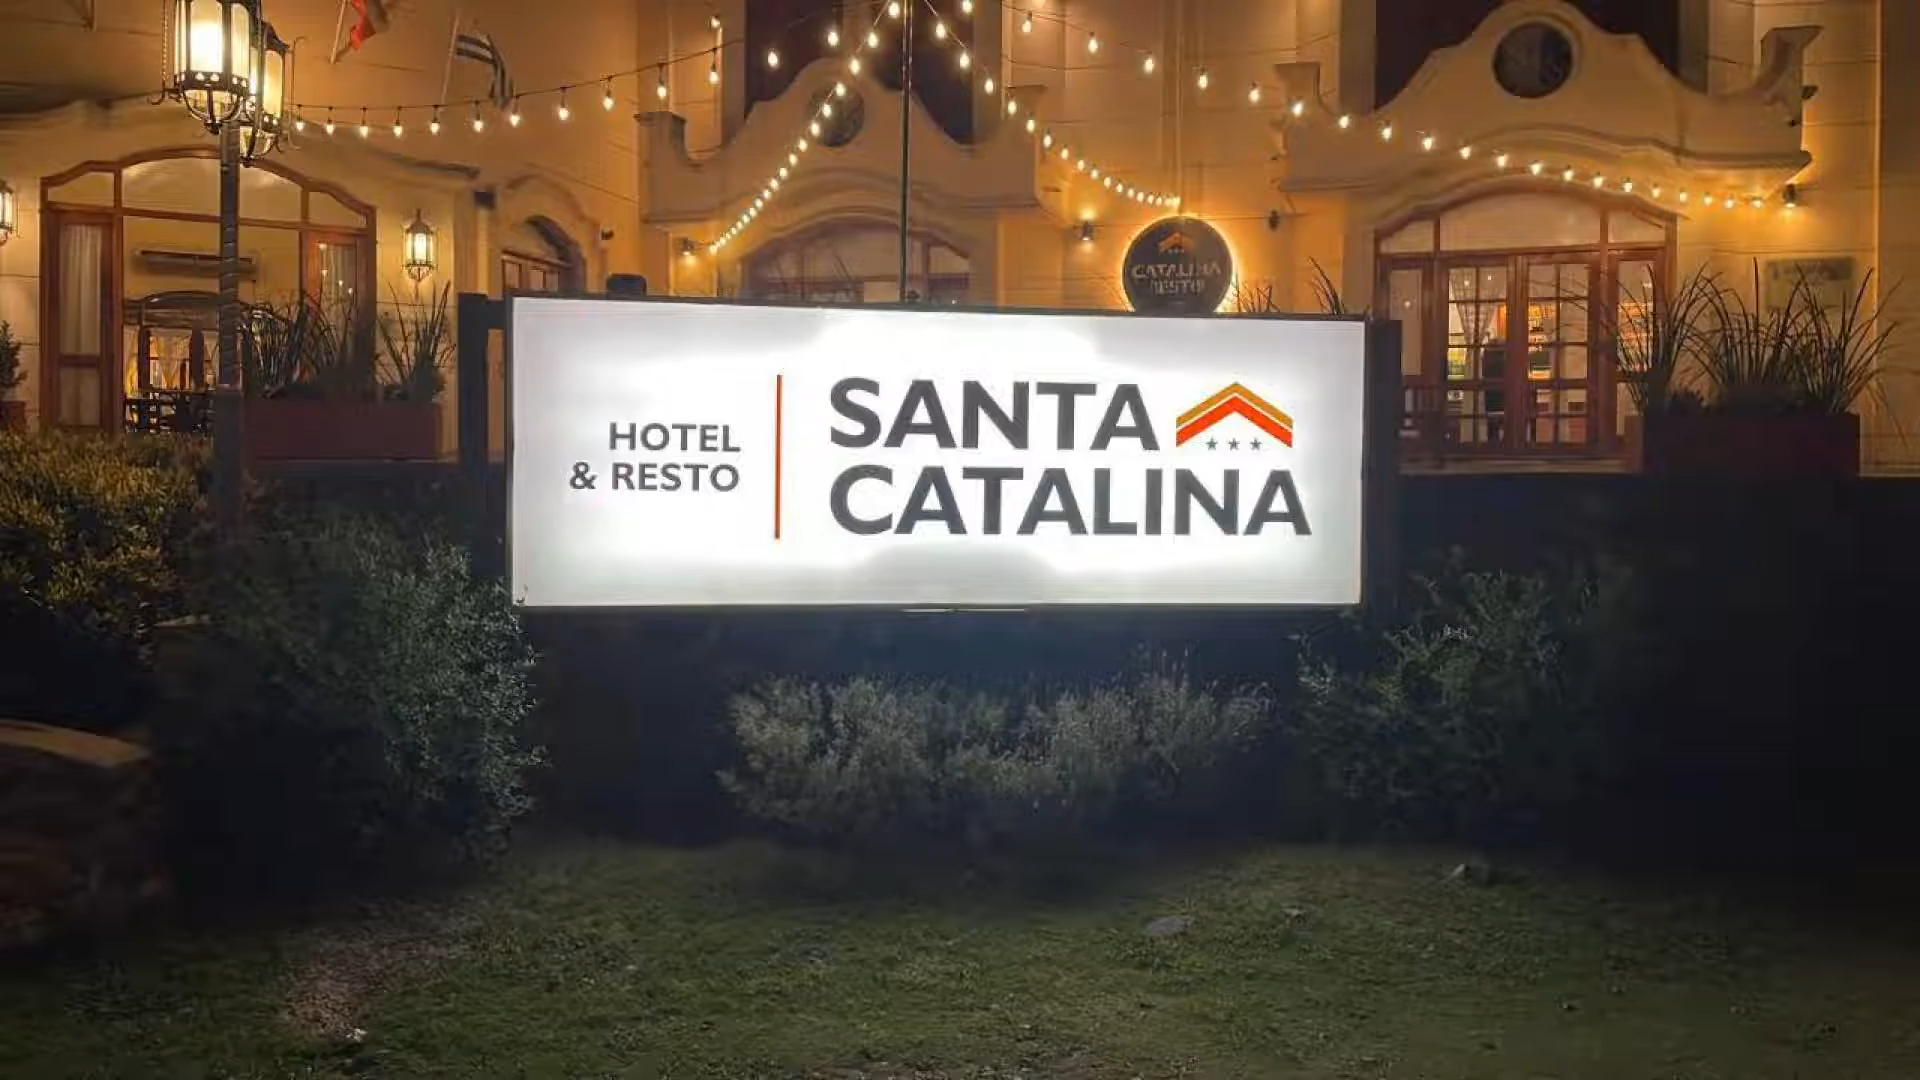 CATALINA
RESTO
HOTEL
& RESTO
SANTA
CATALINA